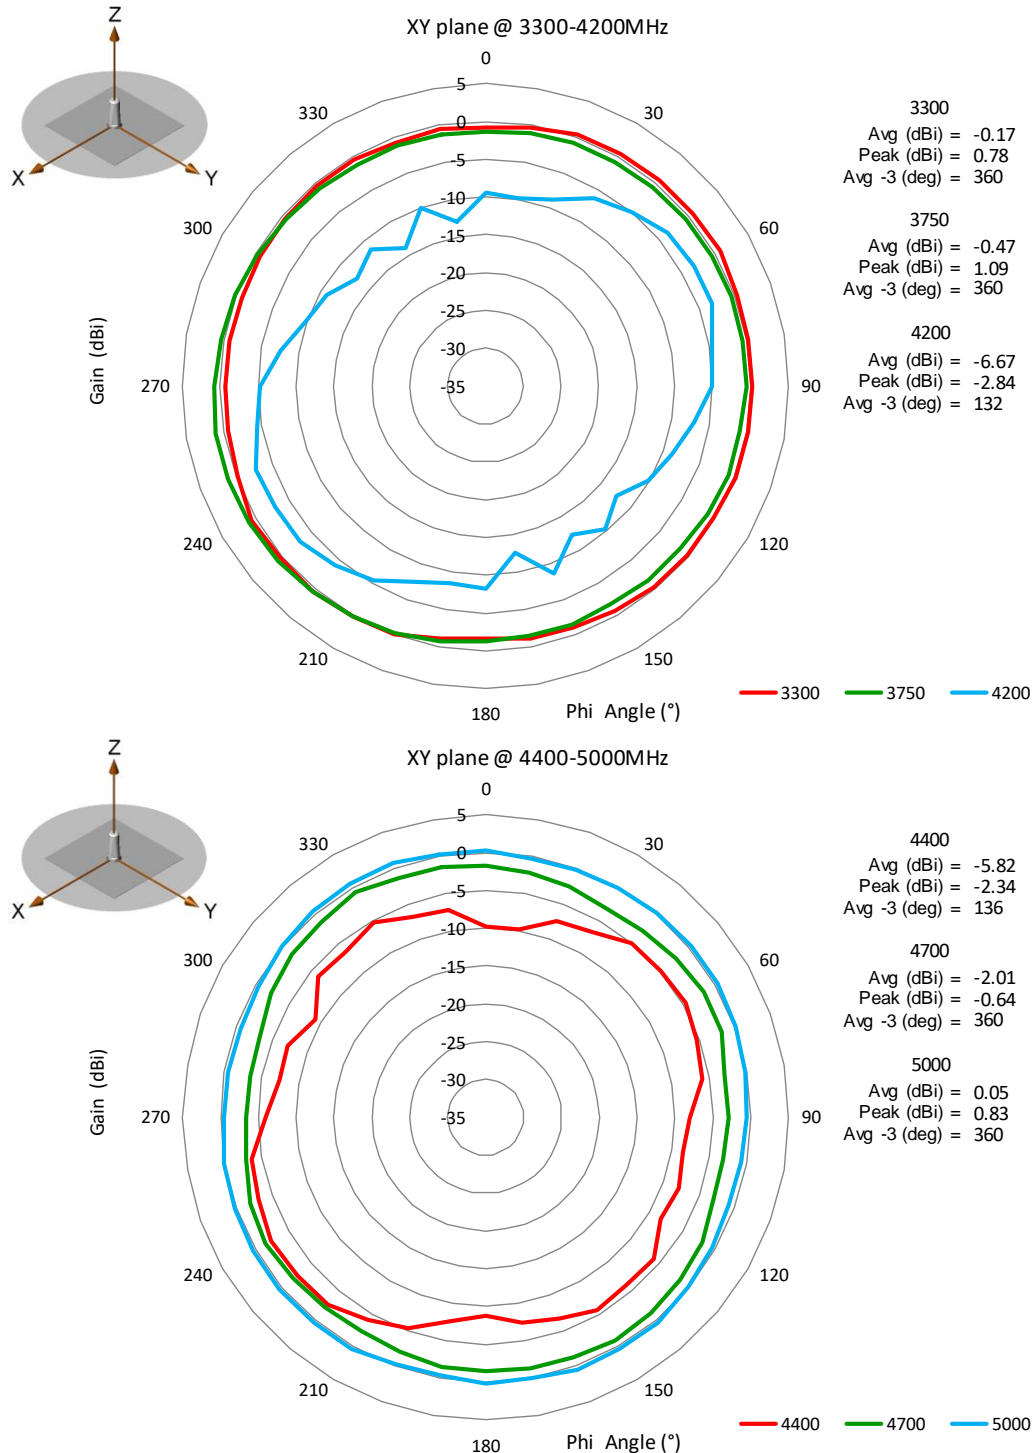 XY plane @ 3300-4200MHz
Z
X
Y
0
30
60
90
120
150
180
210
240
270
300
330
5
0
-5
-10
-15
-20
-25
-30
-35
Gain (dBi)
Phi Angle (°)
3300
Avg (dBi) = -0.17
Peak (dBi) = 0.78
Avg -3 (deg) = 360
3750
Avg (dBi) = -0.47
Peak (dBi) = 1.09
Avg -3 (deg) = 360
4200
Avg (dBi) = -6.67
Peak (dBi) = -2.84
Avg -3 (deg) = 132
3300 3750 4200
XY plane @ 4400-5000MHz
Z
X
Y
0
30
60
90
120
150
180
210
240
270
300
330
5
0
-5
-10
-15
-20
-25
-30
-35
Gain (dBi)
Phi Angle (°)
4400
Avg (dBi) = -5.82
Peak (dBi) = -2.34
Avg -3 (deg) = 136
4700
Avg (dBi) = -2.01
Peak (dBi) = -0.64
Avg -3 (deg) = 360
5000
Avg (dBi) = 0.05
Peak (dBi) = 0.83
Avg -3 (deg) = 360
4400 4700 5000